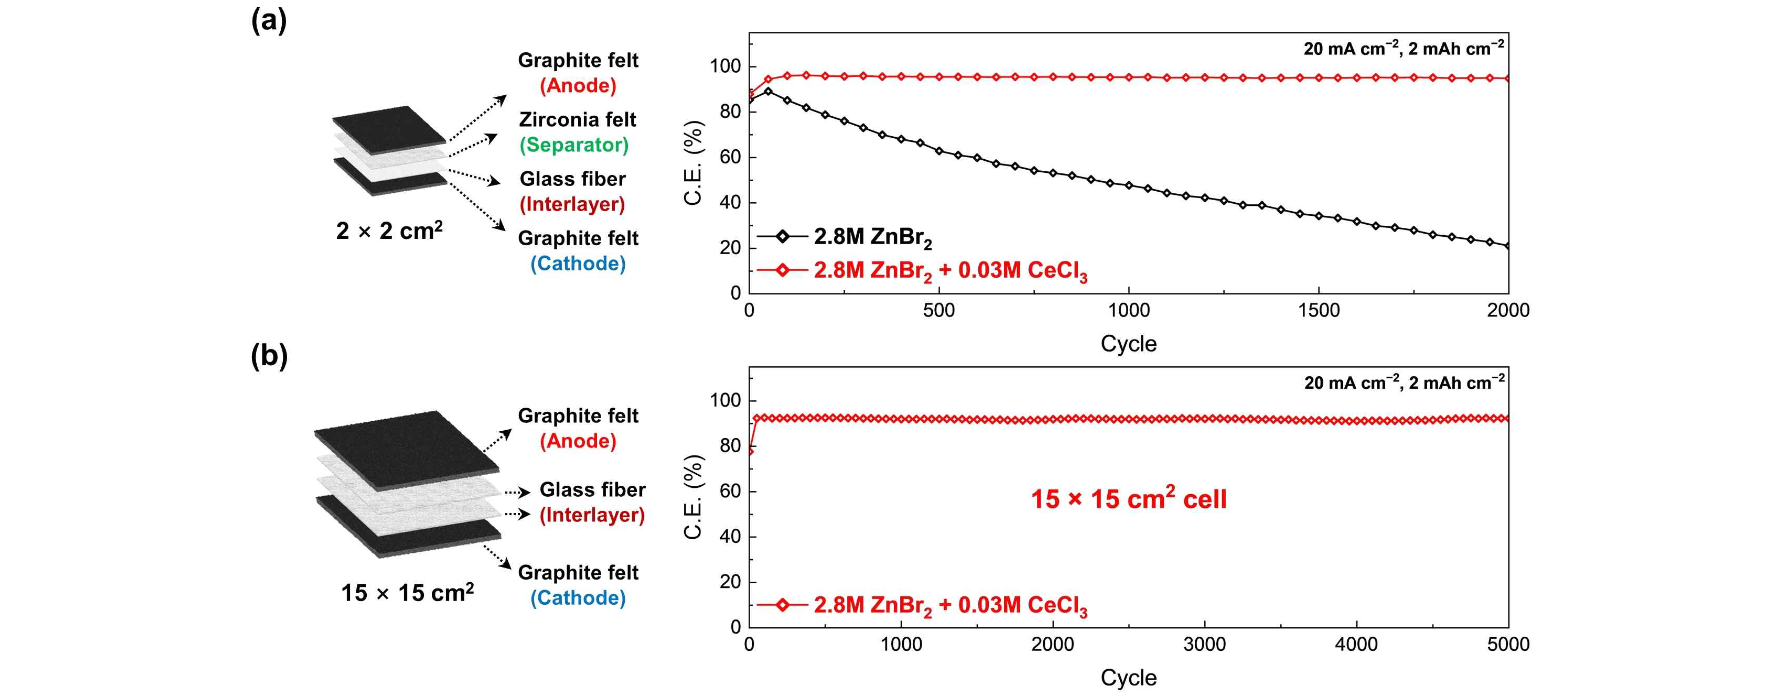 (a)
Graphite felt
(Anode)
Zirconia felt
(Separator)
Glass fiber
(Interlayer)
Graphite felt
(Cathode)
2 × 2 cm²
20 mA cm⁻², 2 mAh cm⁻²
C.E. (%)
100
80
60
40
20
0
2.8M ZnBr₂
2.8M ZnBr₂ + 0.03M CeCl₃
0 500 1000 1500 2000
Cycle
(b)
Graphite felt
(Anode)
Glass fiber
(Interlayer)
Graphite felt
(Cathode)
15 × 15 cm²
20 mA cm⁻², 2 mAh cm⁻²
C.E. (%)
100
80
60
40
20
0
15 × 15 cm² cell
2.8M ZnBr₂ + 0.03M CeCl₃
0 1000 2000 3000 4000 5000
Cycle